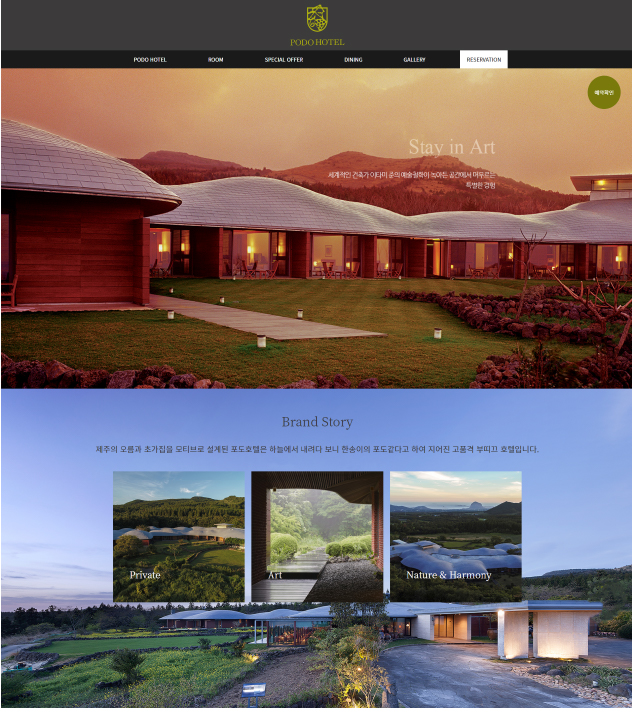 PODO HOTEL
PODO HOTEL
ROOM
SPECIAL OFFER
DINING
GALLERY
RESERVATION
예약확인
Stay in Art
세계적인 건축가 이타미 준의 예술철학이 녹아든 공간에서 머무르는
특별한 경험
Brand Story
제주의 오름과 초가집을 모티브로 설계된 포도호텔은 하늘에서 내려다 보니 한송이의 포도같다고 하여 지어진 고품격 부띠끄 호텔입니다.
Private
Art
Nature & Harmony